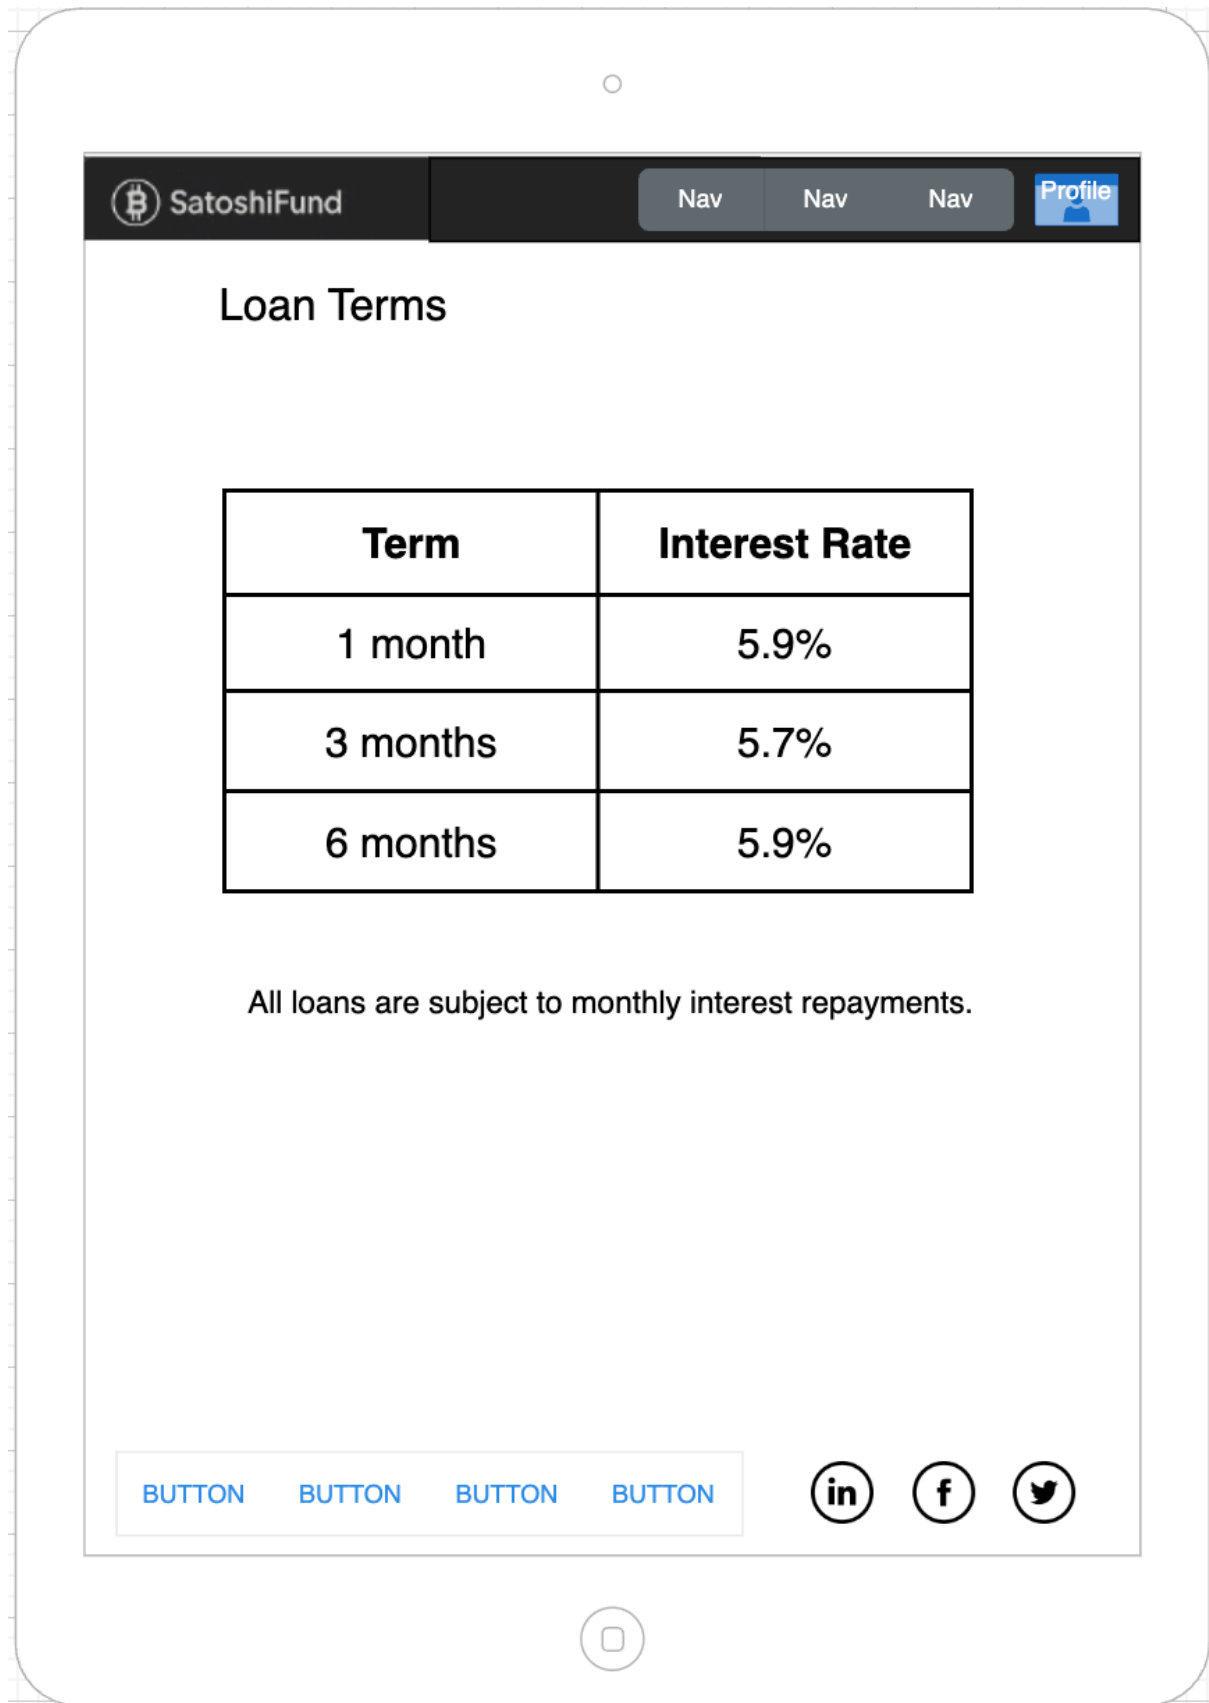 SatoshiFund Nav Nav Nav Profile
Loan Terms
Term Interest Rate
1 month 5.9%
3 months 5.7%
6 months 5.9%
All loans are subject to monthly interest repayments.
BUTTON BUTTON BUTTON BUTTON in f